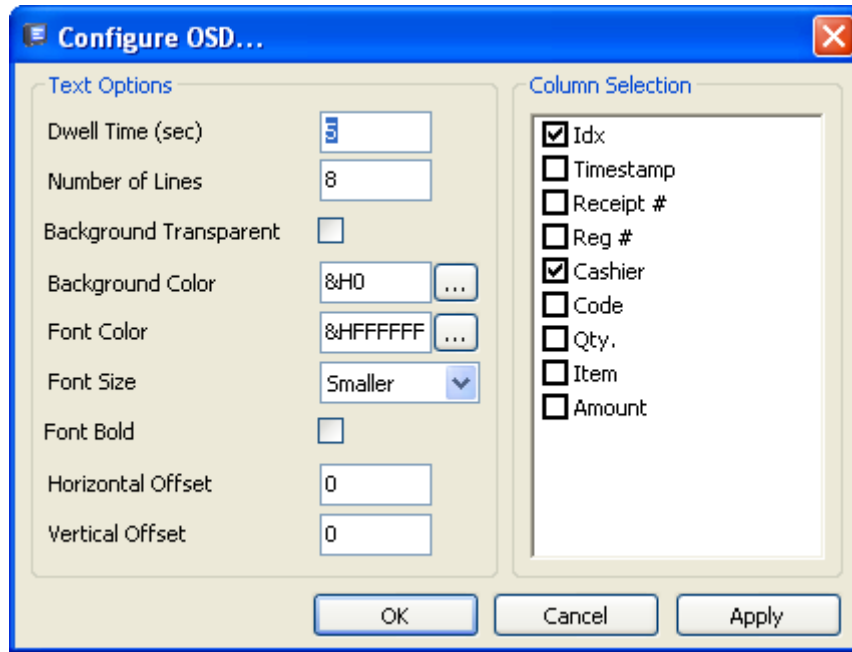 Configure OSD...
Text Options
Dwell Time (sec) 5
Number of Lines 8
Background Transparent
Background Color &H0 ...
Font Color &HFFFFFF ...
Font Size Smaller
Font Bold
Horizontal Offset 0
Vertical Offset 0
Column Selection
Idx
Timestamp
Receipt #
Reg #
Cashier
Code
Qty.
Item
Amount
OK Cancel Apply